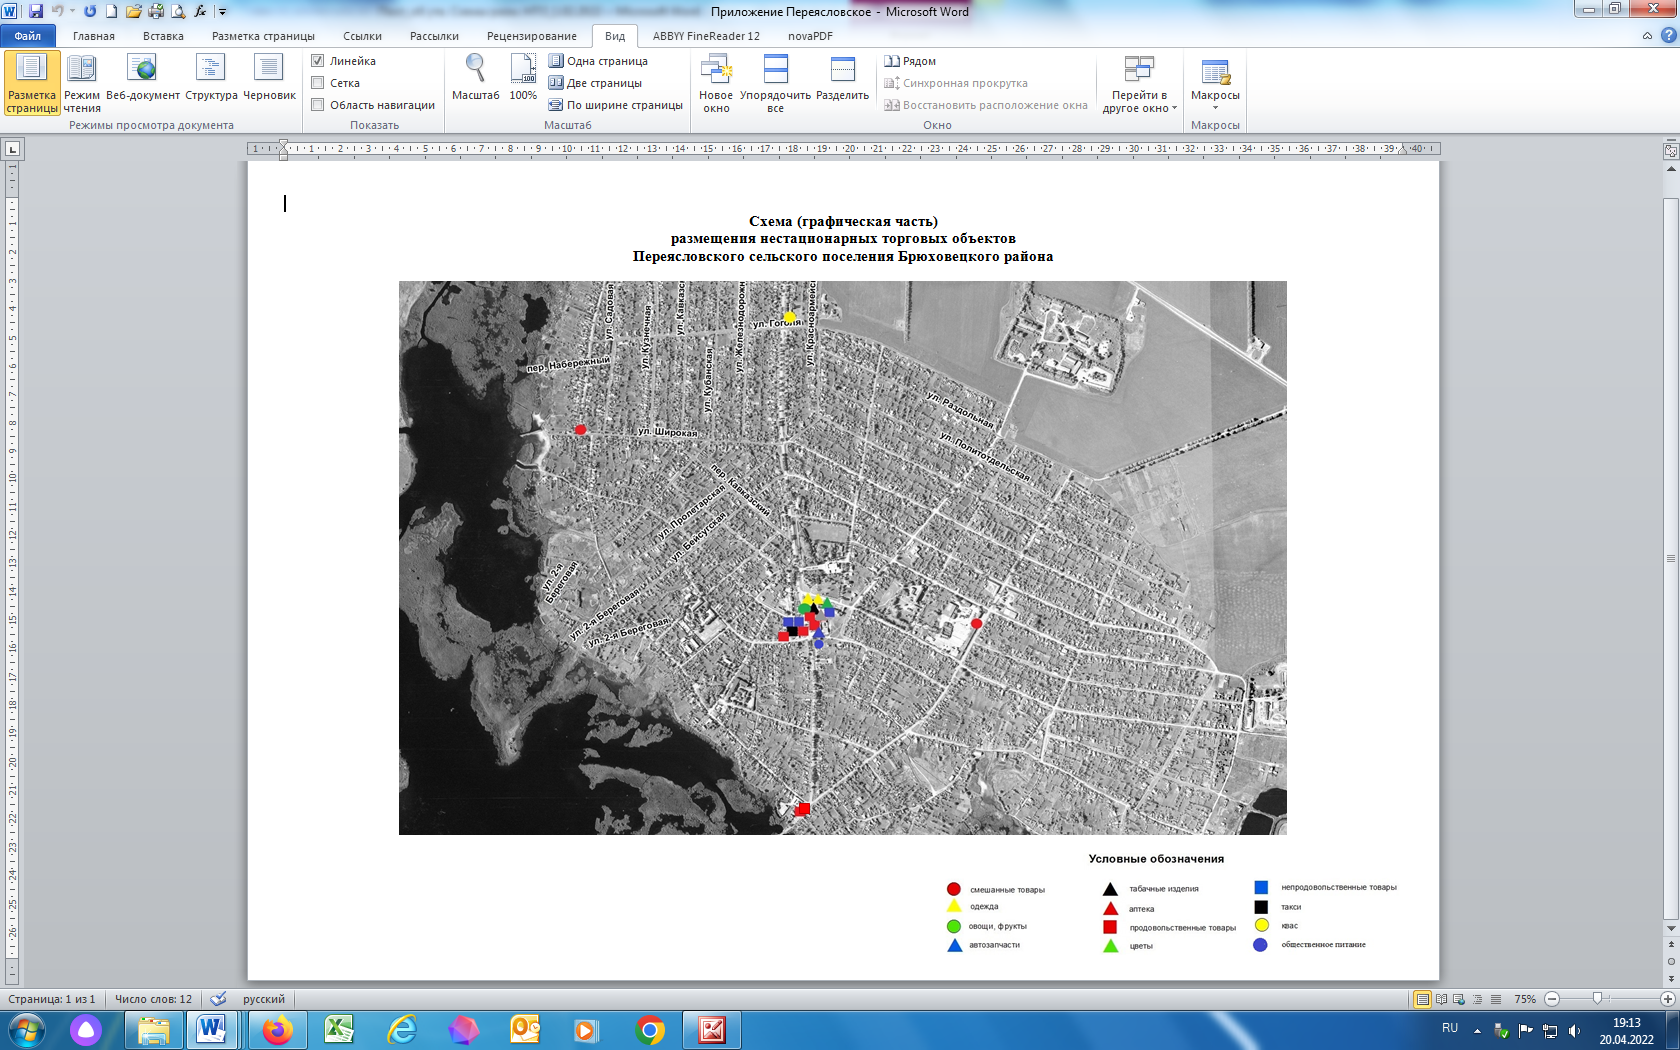 Приложение Переясловское - Microsoft Word
Файл
Главная
Вставка
Разметка страницы
Ссылки
Рассылки
Рецензирование
Вид
ABBYY FineReader 12
novaPDF
Разметка страницы
Режим чтения
Веб-документ
Структура
Черновик
Режимы просмотра документа
Линейка
Сетка
Область навигации
Показать
Масштаб
100%
Одна страница
Две страницы
По ширине страницы
Масштаб
Новое окно
Упорядочить все
Разделить
Рядом
Синхронная прокрутка
Восстановить расположение окна
Окно
Перейти в другое окно
Макросы
Макросы
Схема (графическая часть)
размещения нестационарных торговых объектов
Переясловского сельского поселения Брюховецкого района
ул. Садовая
ул. Кузнечная
ул. Кавказс
ул. Железнодорожн
ул. Гоголя
ул. Красноармейс
пер. Набережный
ул. Кубанская
ул. Широкая
ул. Раздольная
ул. Политотдельская
пер. Кавказский
ул. Пролетарская
ул. Бейсугская
ул. 2-я Береговая
ул. 2-я Береговая
ул. 2-я Береговая
Условные обозначения
смешанные товары
одежда
овощи, фрукты
автозапчасти
табачные изделия
аптека
продовольственные товары
цветы
непродовольственные товары
такси
квас
общественное питание
Страница: 1 из 1
Число слов: 12
русский
75%
RU
19:13
20.04.2022